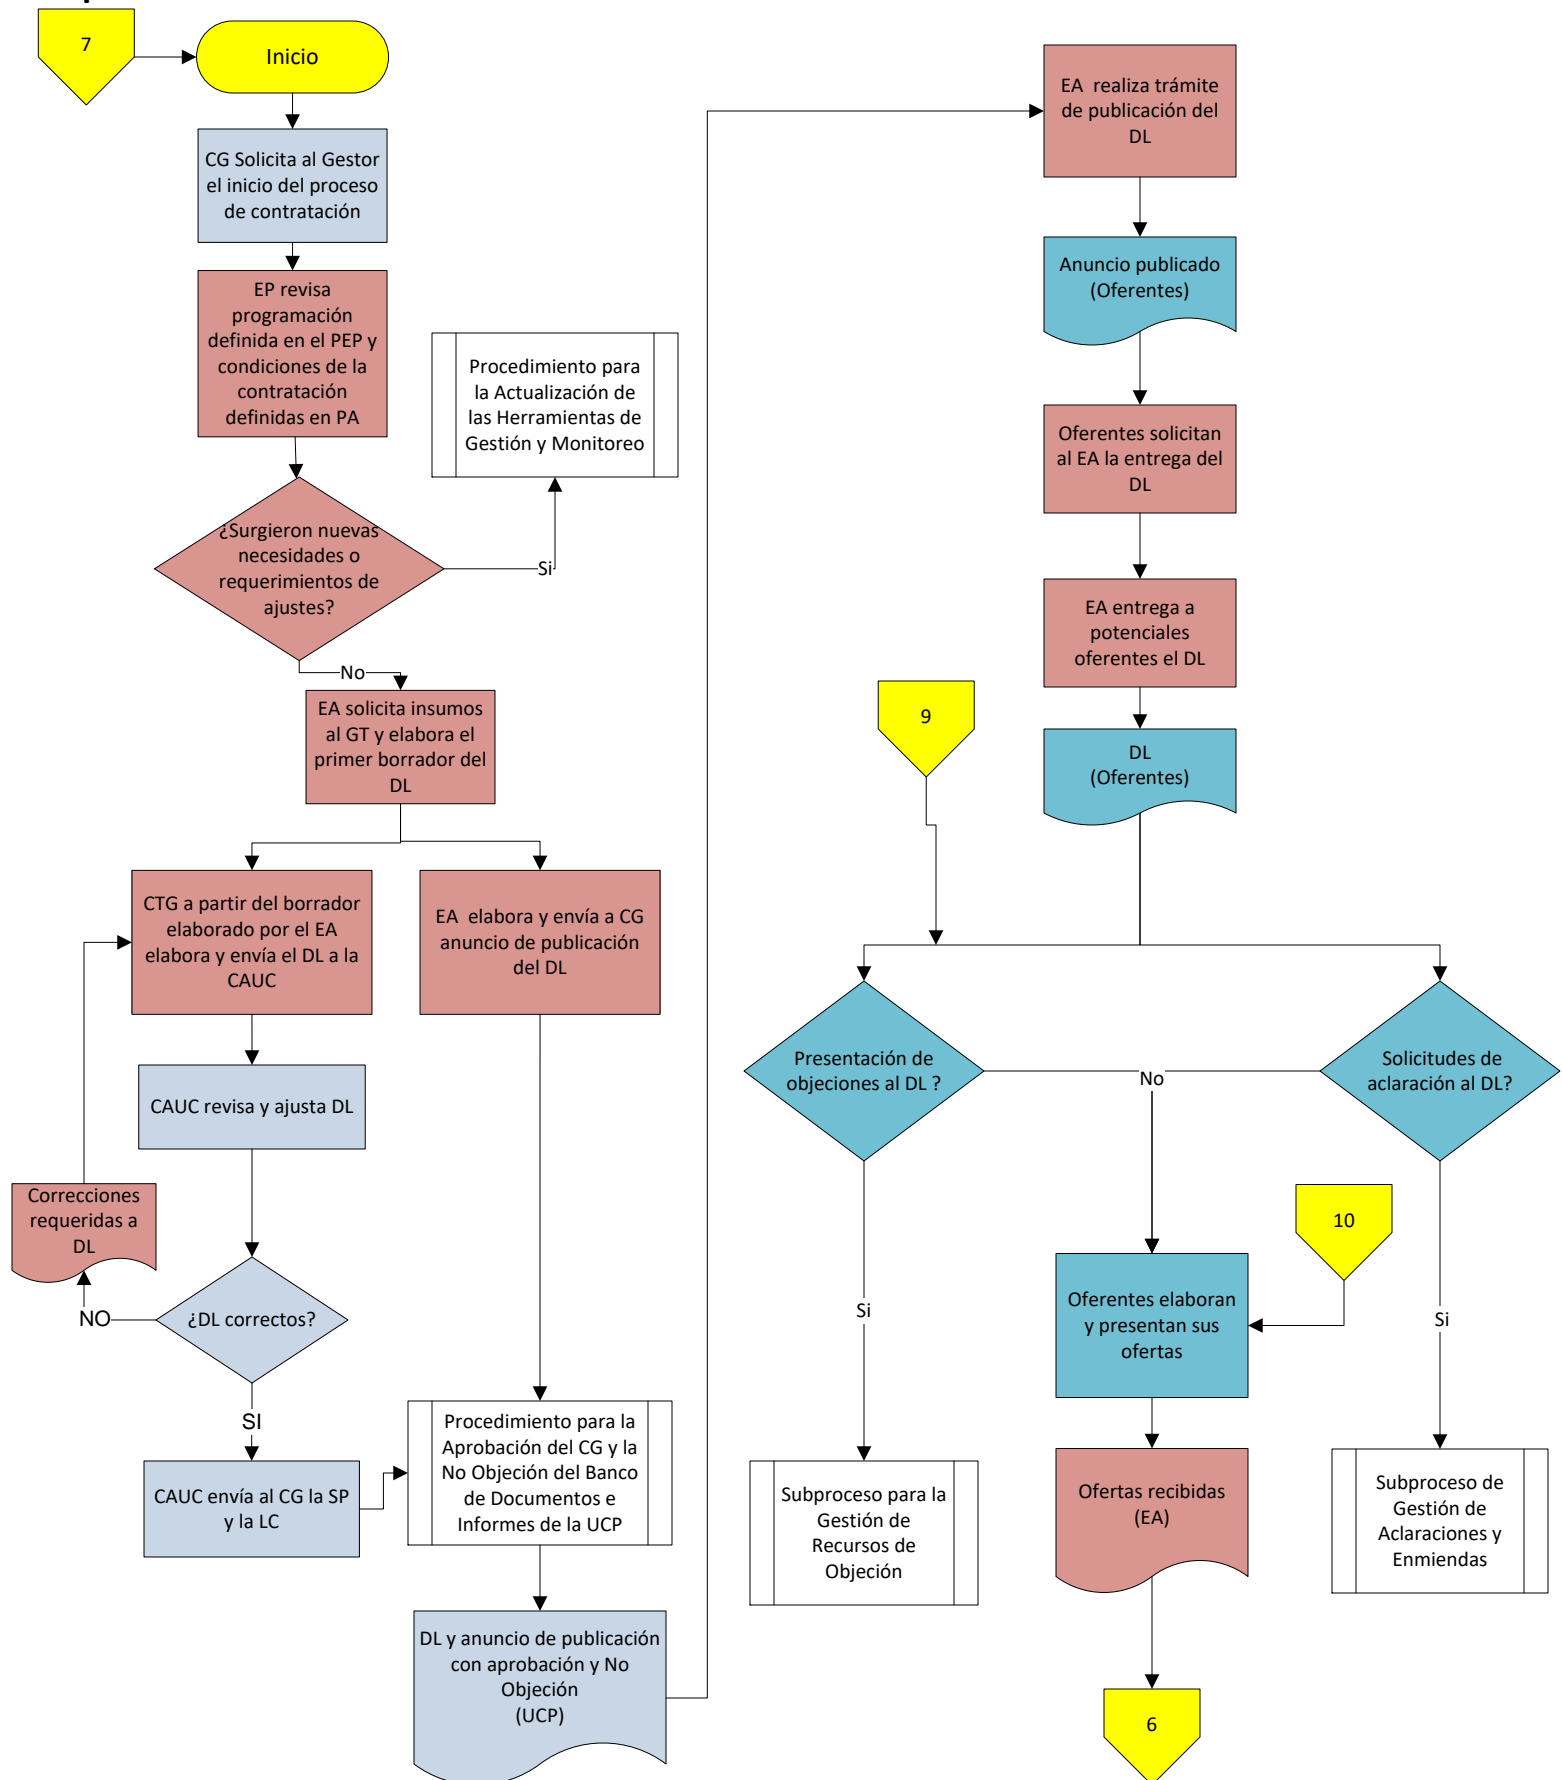 7
Inicio
CG Solicita al Gestor
el inicio del proceso
de contratación
EP revisa
programación
definida en el PEP y
condiciones de la
contratación
definidas en PA
Procedimiento para
la Actualización de
las Herramientas de
Gestión y Monitoreo
¿Surgieron nuevas
necesidades o
requerimientos de
ajustes?
Si
No
EA solicita insumos
al GT y elabora el
primer borrador del
DL
CTG a partir del borrador
elaborado por el EA
elabora y envía el DL a la
CAUC
EA  elabora y envía a CG
anuncio de publicación
del DL
CAUC revisa y ajusta DL
Correcciones
requeridas a
DL
¿DL correctos?
NO
SI
CAUC envía al CG la SP
y la LC
Procedimiento para la
Aprobación del CG y la
No Objeción del Banco
de Documentos e
Informes de la UCP
DL y anuncio de publicación
con aprobación y No
Objeción
(UCP)
EA  realiza trámite
de publicación del
DL
Anuncio publicado
(Oferentes)
Oferentes solicitan
al EA la entrega del
DL
EA entrega a
potenciales
oferentes el DL
9
DL
(Oferentes)
Presentación de
objeciones al DL ?
No
Solicitudes de
aclaración al DL?
10
Si
Oferentes elaboran
y presentan sus
ofertas
Si
Subproceso para la
Gestión de
Recursos de
Objeción
Ofertas recibidas
(EA)
Subproceso de
Gestión de
Aclaraciones y
Enmiendas
6